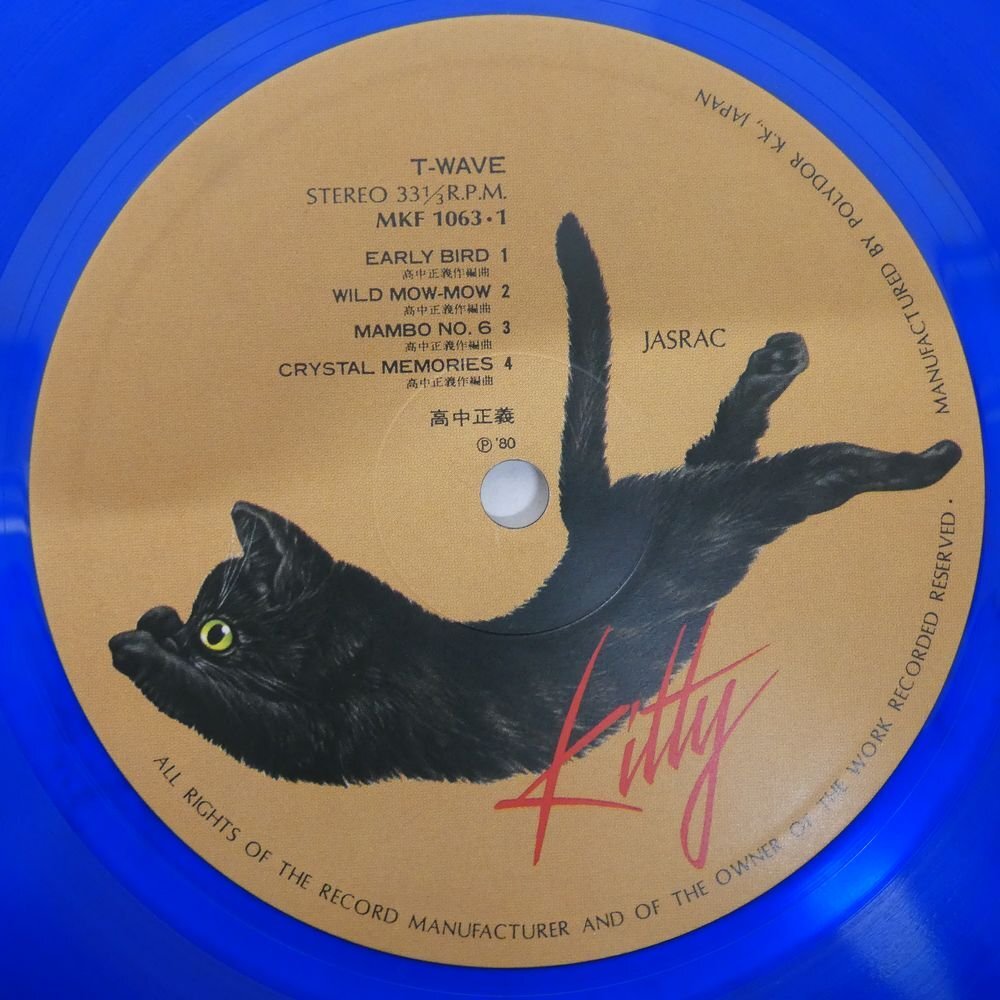 T-WAVE
STEREO 33⅓ R.P.M.
MKF 1063・1
EARLY BIRD 1
高中正義作編曲
WILD MOW-MOW 2
高中正義作編曲
MAMBO NO. 6 3
高中正義作編曲
CRYSTAL MEMORIES 4
高中正義作編曲
高中正義
Ⓟ '80
JASRAC
Kitty
ALL RIGHTS OF THE RECORD MANUFACTURER AND OF THE OWNER OF THE WORK RECORDED RESERVED · MANUFACTURED BY POLYDOR K.K., JAPAN